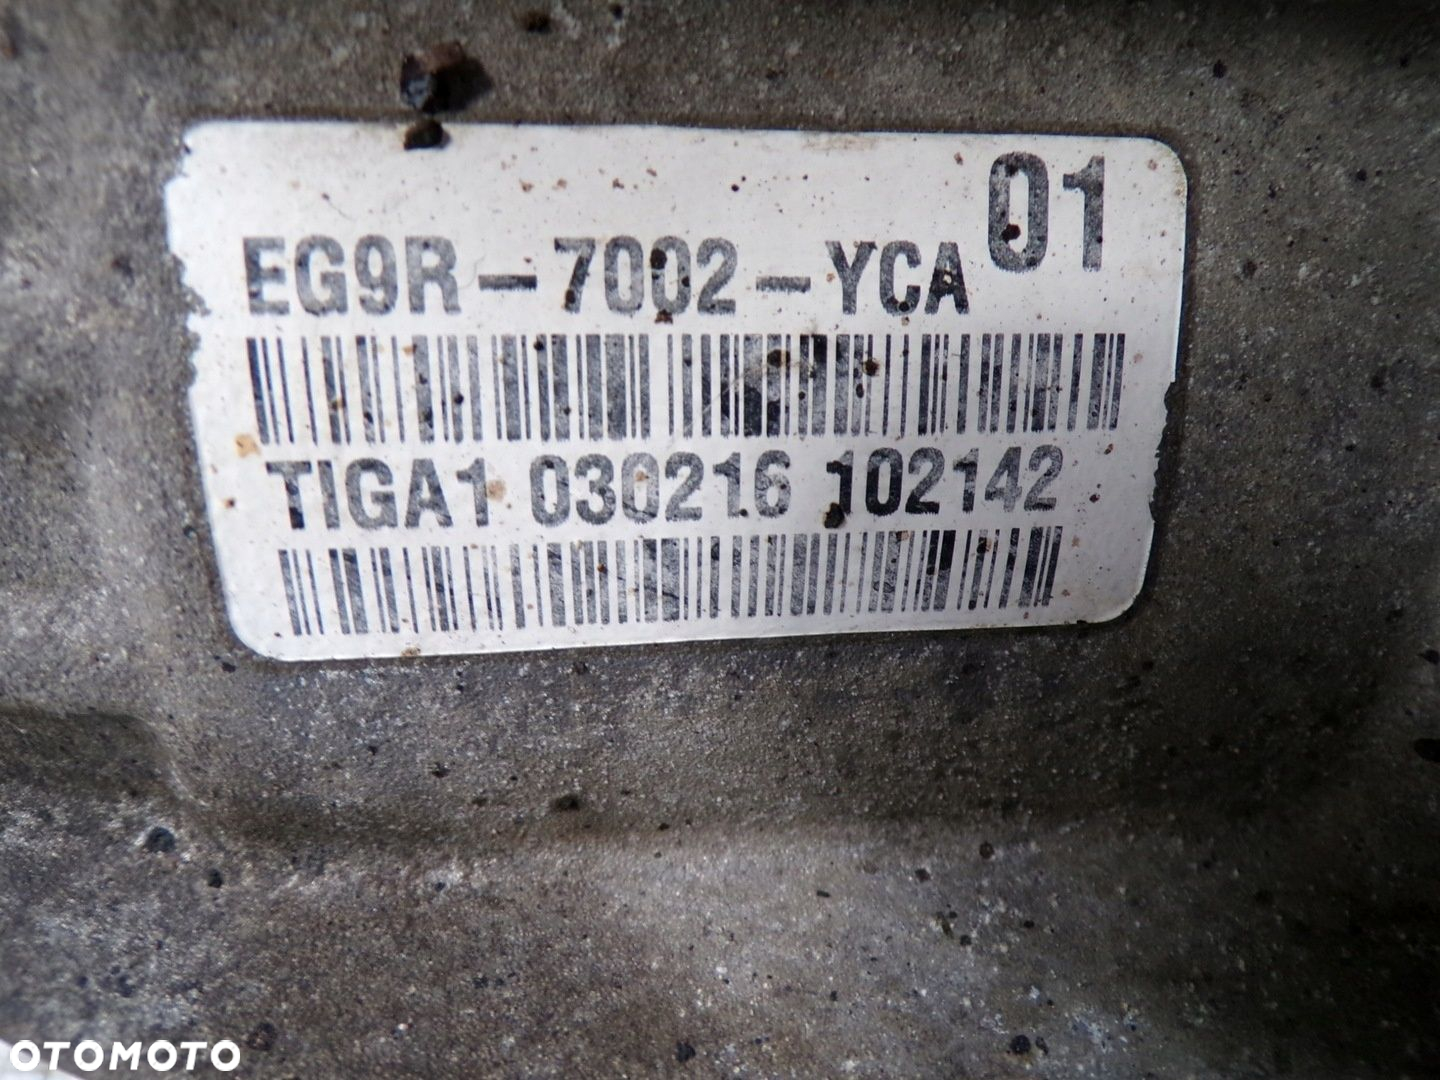 01
EG9R-7002-YCA
TIGA1 030216 102142
OTOMOTO